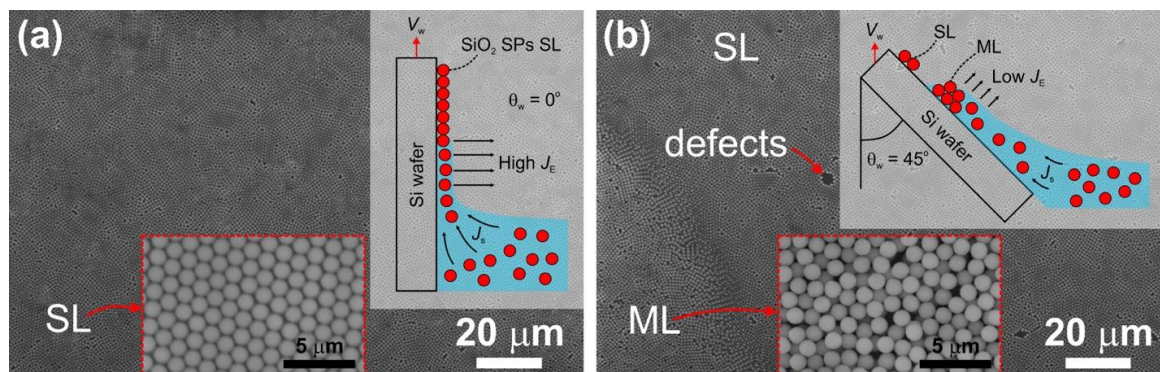 (a)
V_w
SiO₂ SPs SL
θ_w = 0°
Si wafer
High J_E
J_s
SL
5 μm
20 μm
(b)
SL
V_w
SL
ML
Low J_E
Si wafer
defects
θ_w = 45°
J_s
ML
5 μm
20 μm